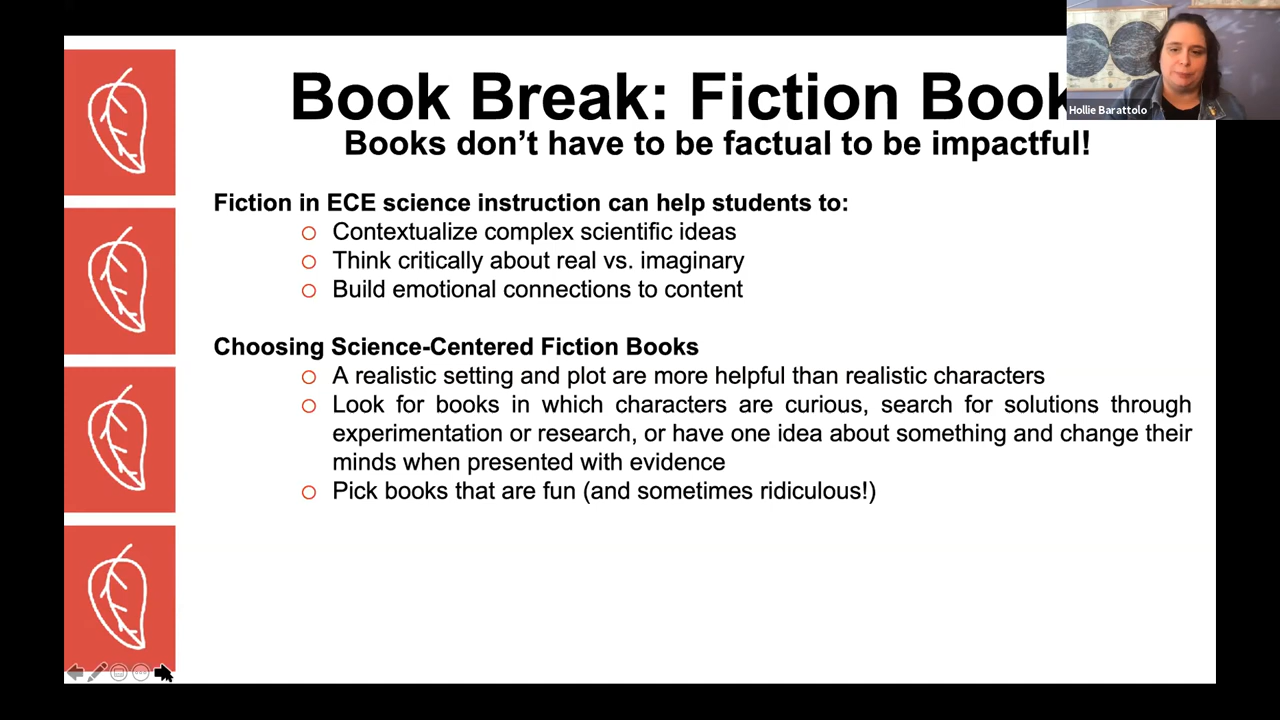 Book Break: Fiction Book
Hollie Barattolo
Books don't have to be factual to be impactful!
Fiction in ECE science instruction can help students to:
Contextualize complex scientific ideas
Think critically about real vs. imaginary
Build emotional connections to content
Choosing Science-Centered Fiction Books
A realistic setting and plot are more helpful than realistic characters
Look for books in which characters are curious, search for solutions through
experimentation or research, or have one idea about something and change their
minds when presented with evidence
Pick books that are fun (and sometimes ridiculous!)